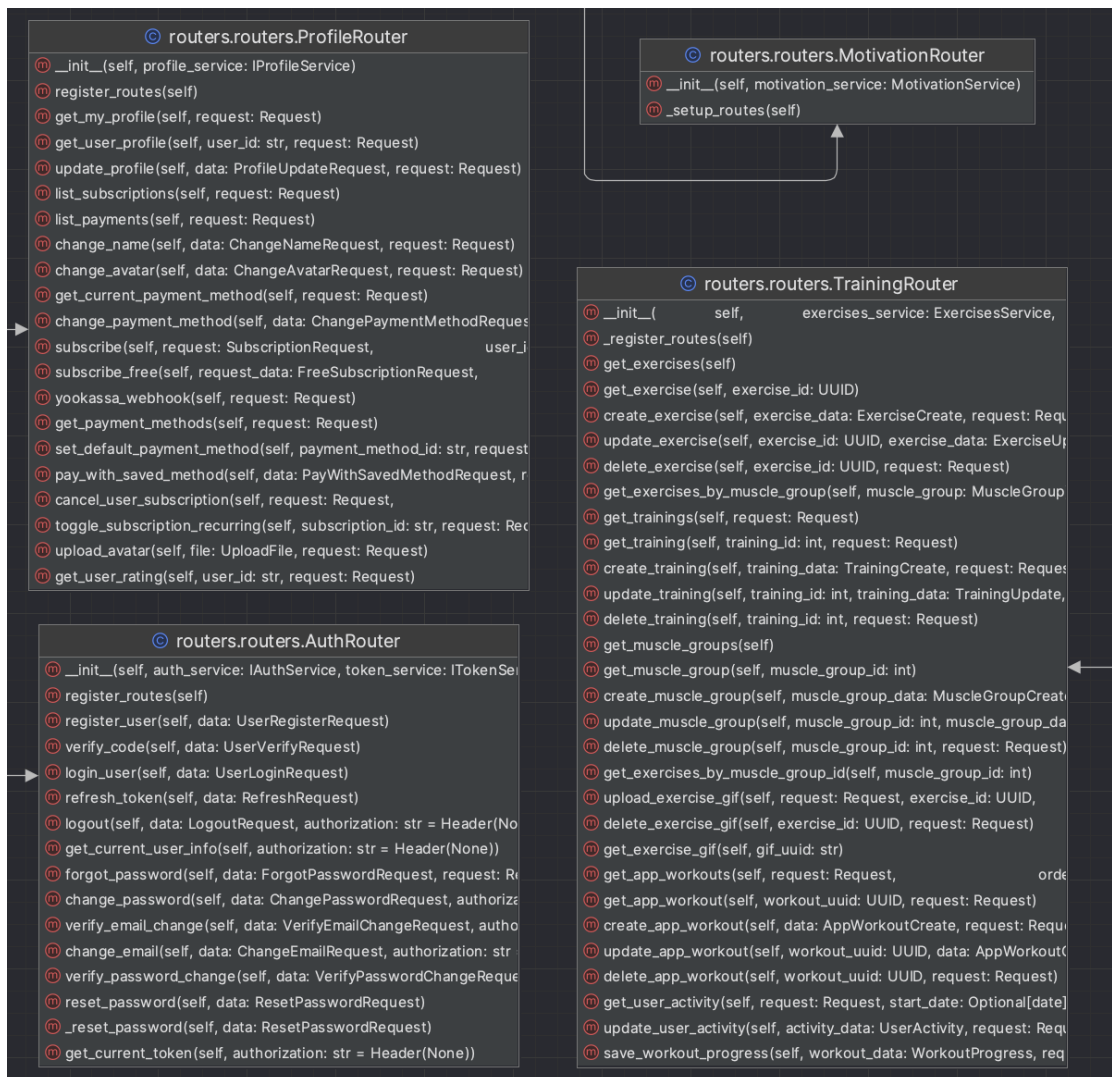 routers.routers.ProfileRouter
__init__(self, profile_service: IProfileService)
register_routes(self)
get_my_profile(self, request: Request)
get_user_profile(self, user_id: str, request: Request)
update_profile(self, data: ProfileUpdateRequest, request: Request)
list_subscriptions(self, request: Request)
list_payments(self, request: Request)
change_name(self, data: ChangeNameRequest, request: Request)
change_avatar(self, data: ChangeAvatarRequest, request: Request)
get_current_payment_method(self, request: Request)
change_payment_method(self, data: ChangePaymentMethodReques
subscribe(self, request: SubscriptionRequest, user_i
subscribe_free(self, request_data: FreeSubscriptionRequest,
yookassa_webhook(self, request: Request)
get_payment_methods(self, request: Request)
set_default_payment_method(self, payment_method_id: str, request
pay_with_saved_method(self, data: PayWithSavedMethodRequest, r
cancel_user_subscription(self, request: Request,
toggle_subscription_recurring(self, subscription_id: str, request: Req
upload_avatar(self, file: UploadFile, request: Request)
get_user_rating(self, user_id: str, request: Request)
routers.routers.AuthRouter
__init__(self, auth_service: IAuthService, token_service: ITokenSer
register_routes(self)
register_user(self, data: UserRegisterRequest)
verify_code(self, data: UserVerifyRequest)
login_user(self, data: UserLoginRequest)
refresh_token(self, data: RefreshRequest)
logout(self, data: LogoutRequest, authorization: str = Header(No
get_current_user_info(self, authorization: str = Header(None))
forgot_password(self, data: ForgotPasswordRequest, request: Re
change_password(self, data: ChangePasswordRequest, authoriza
verify_email_change(self, data: VerifyEmailChangeRequest, autho
change_email(self, data: ChangeEmailRequest, authorization: str =
verify_password_change(self, data: VerifyPasswordChangeReque
reset_password(self, data: ResetPasswordRequest)
_reset_password(self, data: ResetPasswordRequest)
get_current_token(self, authorization: str = Header(None))
routers.routers.MotivationRouter
__init__(self, motivation_service: MotivationService)
_setup_routes(self)
routers.routers.TrainingRouter
__init__( self, exercises_service: ExercisesService,
_register_routes(self)
get_exercises(self)
get_exercise(self, exercise_id: UUID)
create_exercise(self, exercise_data: ExerciseCreate, request: Requ
update_exercise(self, exercise_id: UUID, exercise_data: ExerciseUp
delete_exercise(self, exercise_id: UUID, request: Request)
get_exercises_by_muscle_group(self, muscle_group: MuscleGroup
get_trainings(self, request: Request)
get_training(self, training_id: int, request: Request)
create_training(self, training_data: TrainingCreate, request: Reques
update_training(self, training_id: int, training_data: TrainingUpdate,
delete_training(self, training_id: int, request: Request)
get_muscle_groups(self)
get_muscle_group(self, muscle_group_id: int)
create_muscle_group(self, muscle_group_data: MuscleGroupCreate
update_muscle_group(self, muscle_group_id: int, muscle_group_da
delete_muscle_group(self, muscle_group_id: int, request: Request)
get_exercises_by_muscle_group_id(self, muscle_group_id: int)
upload_exercise_gif(self, request: Request, exercise_id: UUID,
delete_exercise_gif(self, exercise_id: UUID, request: Request)
get_exercise_gif(self, gif_uuid: str)
get_app_workouts(self, request: Request, orde
get_app_workout(self, workout_uuid: UUID, request: Request)
create_app_workout(self, data: AppWorkoutCreate, request: Reque
update_app_workout(self, workout_uuid: UUID, data: AppWorkoutC
delete_app_workout(self, workout_uuid: UUID, request: Request)
get_user_activity(self, request: Request, start_date: Optional[date]
update_user_activity(self, activity_data: UserActivity, request: Requ
save_workout_progress(self, workout_data: WorkoutProgress, req